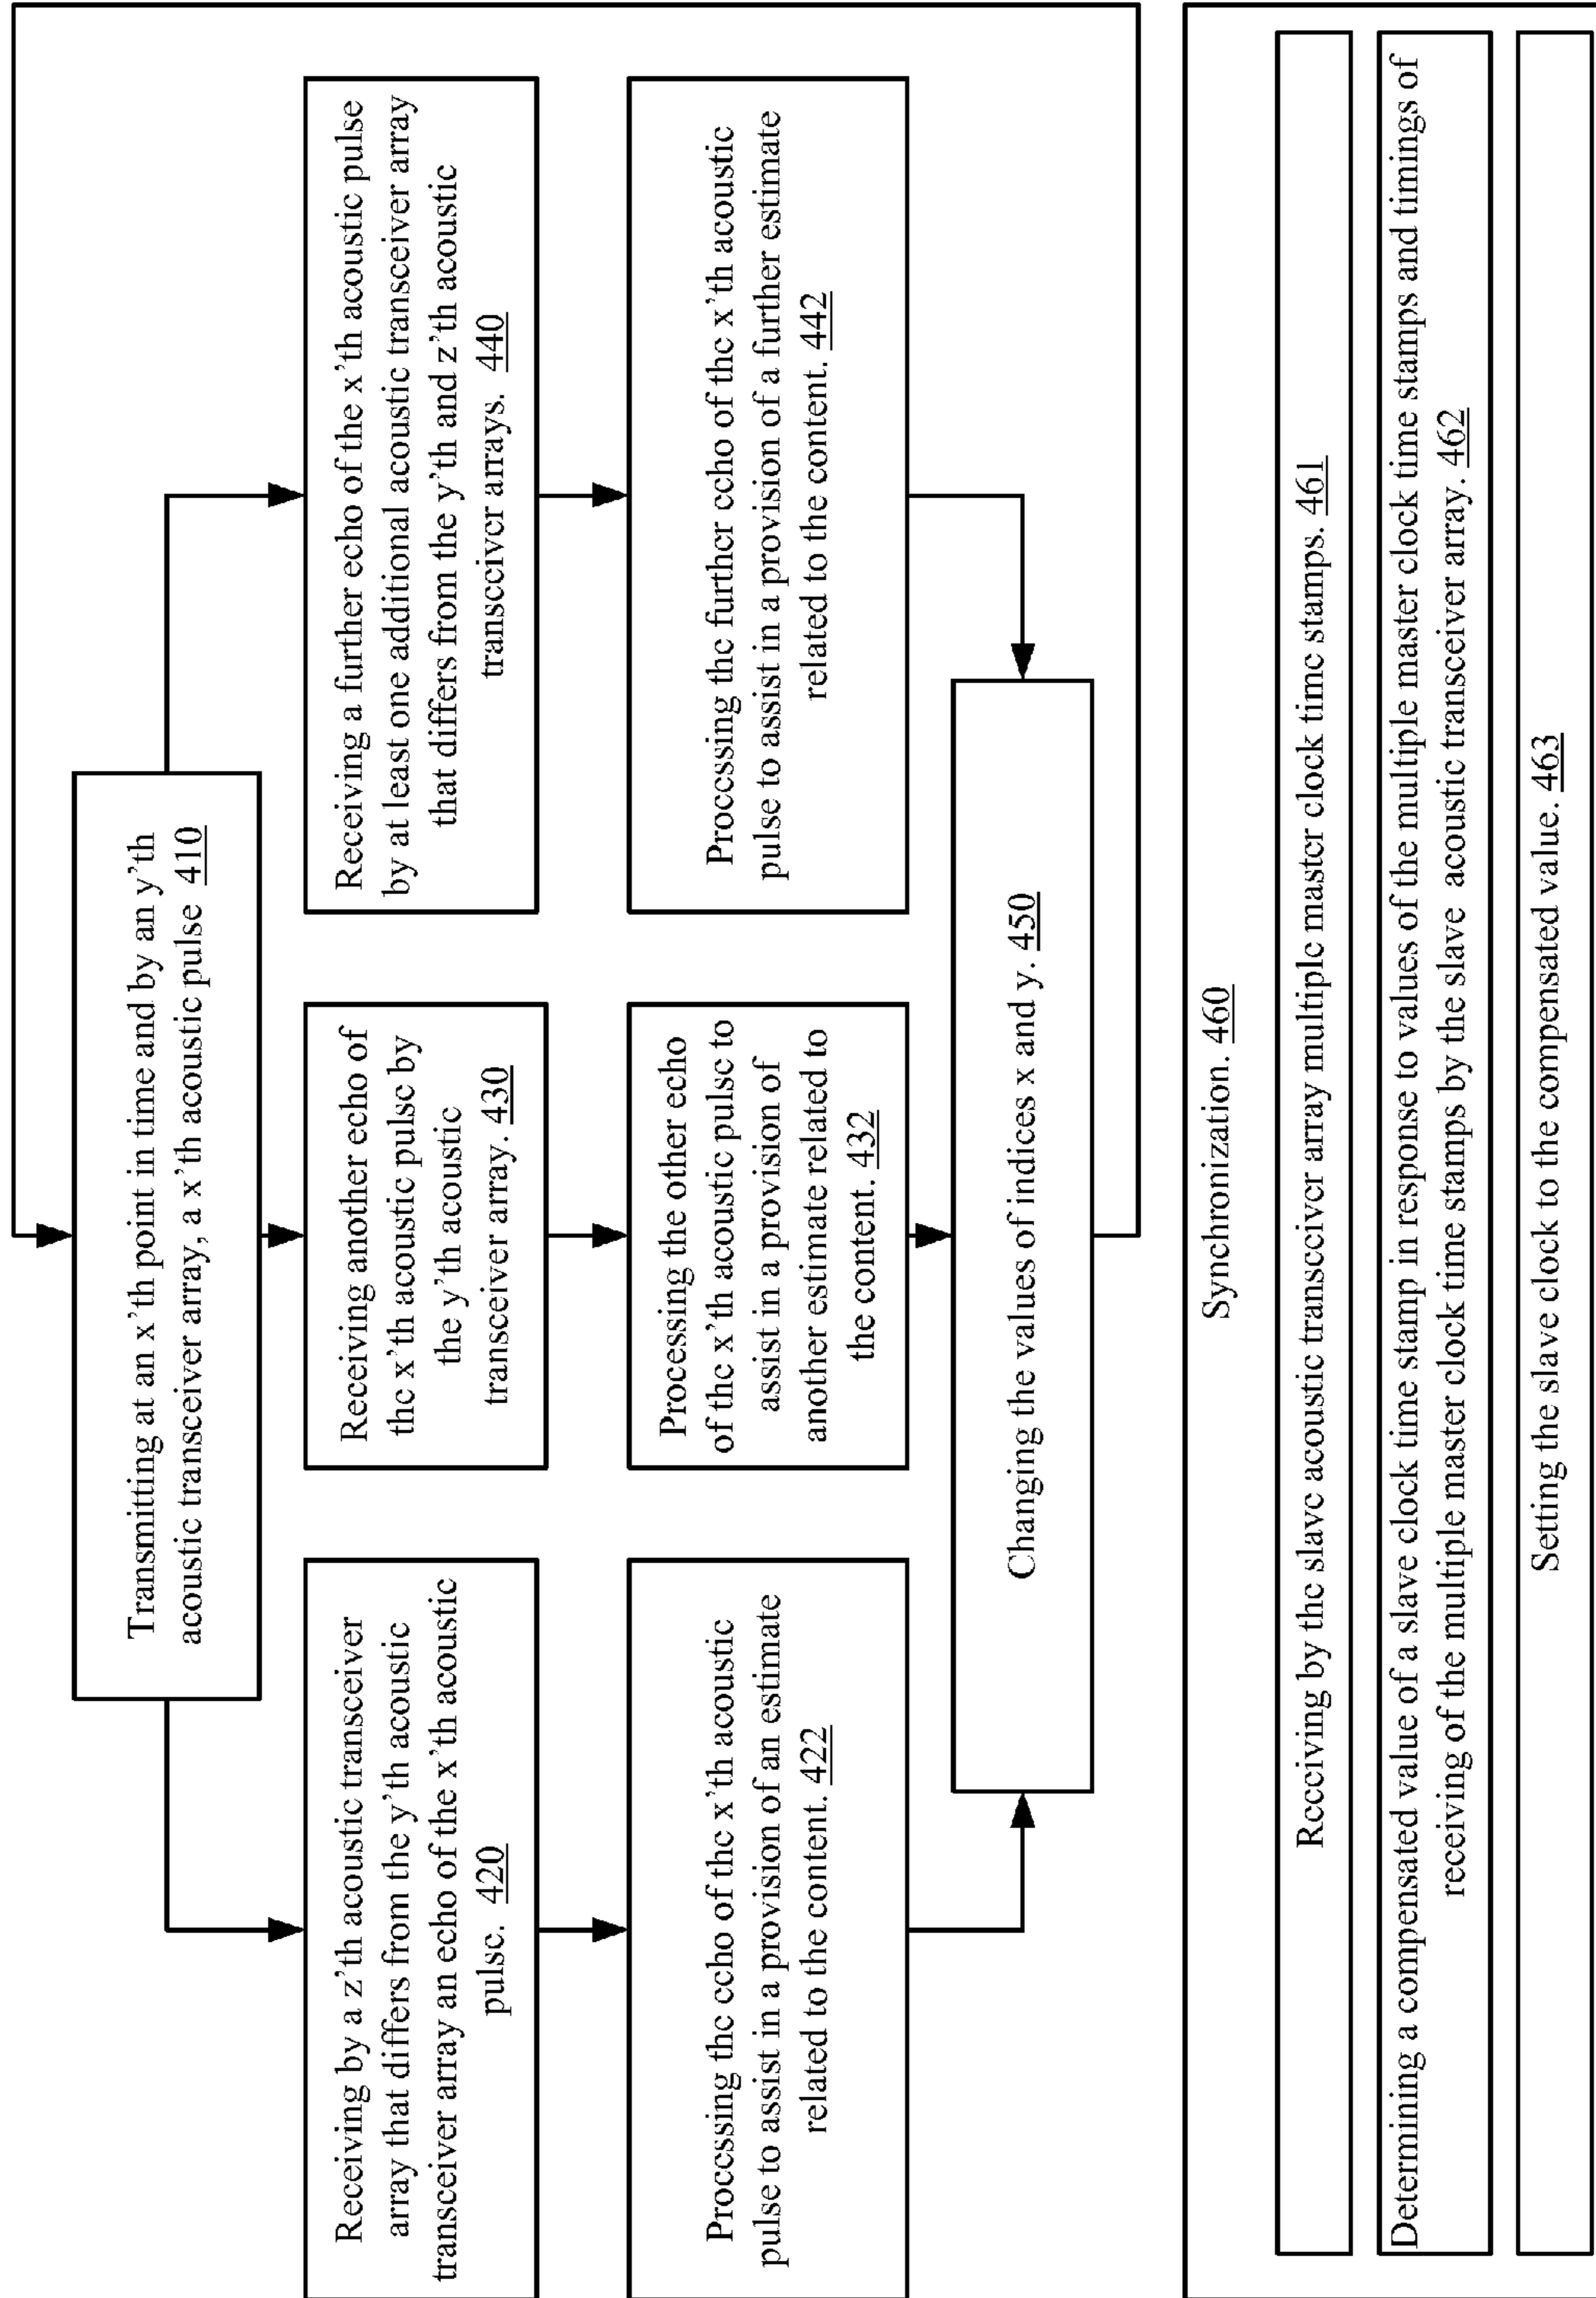 Transmitting at an x'th point in time and by an y'th
acoustic transceiver array, a x'th acoustic pulse 410
Receiving by a z'th acoustic transceiver
array that differs from the y'th acoustic
transceiver array an echo of the x'th acoustic
pulse. 420
Receiving another echo of
the x'th acoustic pulse by
the y'th acoustic
transceiver array. 430
Receiving a further echo of the x'th acoustic pulse
by at least one additional acoustic transceiver array
that differs from the y'th and z'th acoustic
transceiver arrays. 440
Processing the echo of the x'th acoustic
pulse to assist in a provision of an estimate
related to the content. 422
Processing the other echo
of the x'th acoustic pulse to
assist in a provision of
another estimate related to
the content. 432
Processing the further echo of the x'th acoustic
pulse to assist in a provision of a further estimate
related to the content. 442
Changing the values of indices x and y. 450
Synchronization. 460
Receiving by the slave acoustic transceiver array multiple master clock time stamps. 461
Determining a compensated value of a slave clock time stamp in response to values of the multiple master clock time stamps and timings of
receiving of the multiple master clock time stamps by the slave acoustic transceiver array. 462
Setting the slave clock to the compensated value. 463